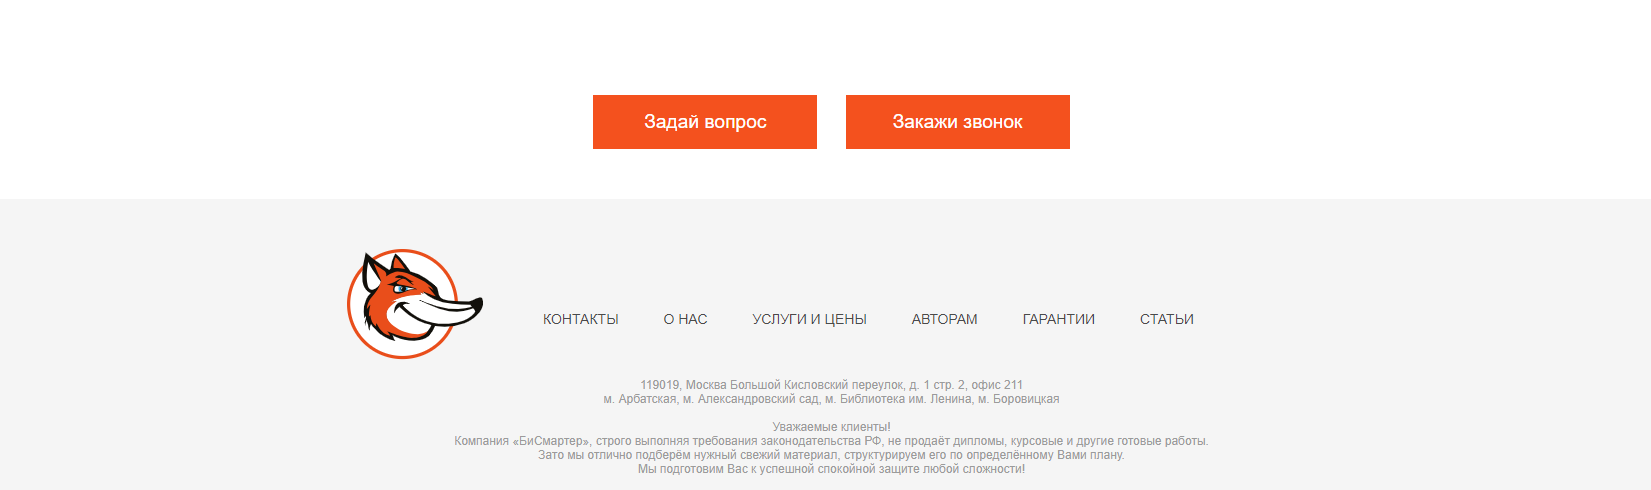 Задай вопрос
Закажи звонок
КОНТАКТЫ О НАС УСЛУГИ И ЦЕНЫ АВТОРАМ ГАРАНТИИ СТАТЬИ
119019, Москва Большой Кисловский переулок, д. 1 стр. 2, офис 211
м. Арбатская, м. Александровский сад, м. Библиотека им. Ленина, м. Боровицкая
Уважаемые клиенты!
Компания «БиСмартер», строго выполняя требования законодательства РФ, не продаёт дипломы, курсовые и другие готовые работы.
Зато мы отлично подберём нужный свежий материал, структурируем его по определённому Вами плану.
Мы подготовим Вас к успешной спокойной защите любой сложности!